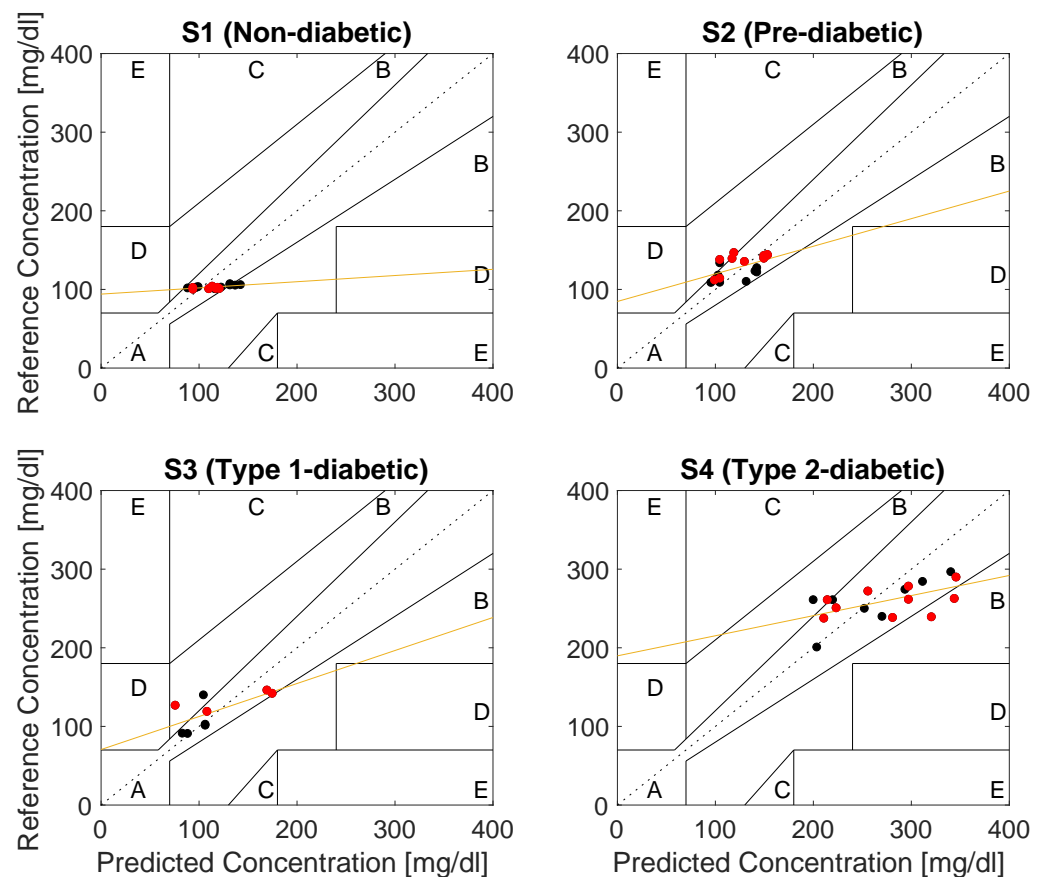 S1 (Non-diabetic)
Reference Concentration [mg/dl]
400
300
200
100
0
E
C
B
B
D
D
A
C
E
0
100
200
300
400
S2 (Pre-diabetic)
400
300
200
100
0
E
C
B
B
D
D
A
C
E
0
100
200
300
400
S3 (Type 1-diabetic)
Reference Concentration [mg/dl]
400
300
200
100
0
E
C
B
B
D
D
A
C
E
0
100
200
300
400
Predicted Concentration [mg/dl]
S4 (Type 2-diabetic)
400
300
200
100
0
E
C
B
B
D
D
A
C
E
0
100
200
300
400
Predicted Concentration [mg/dl]